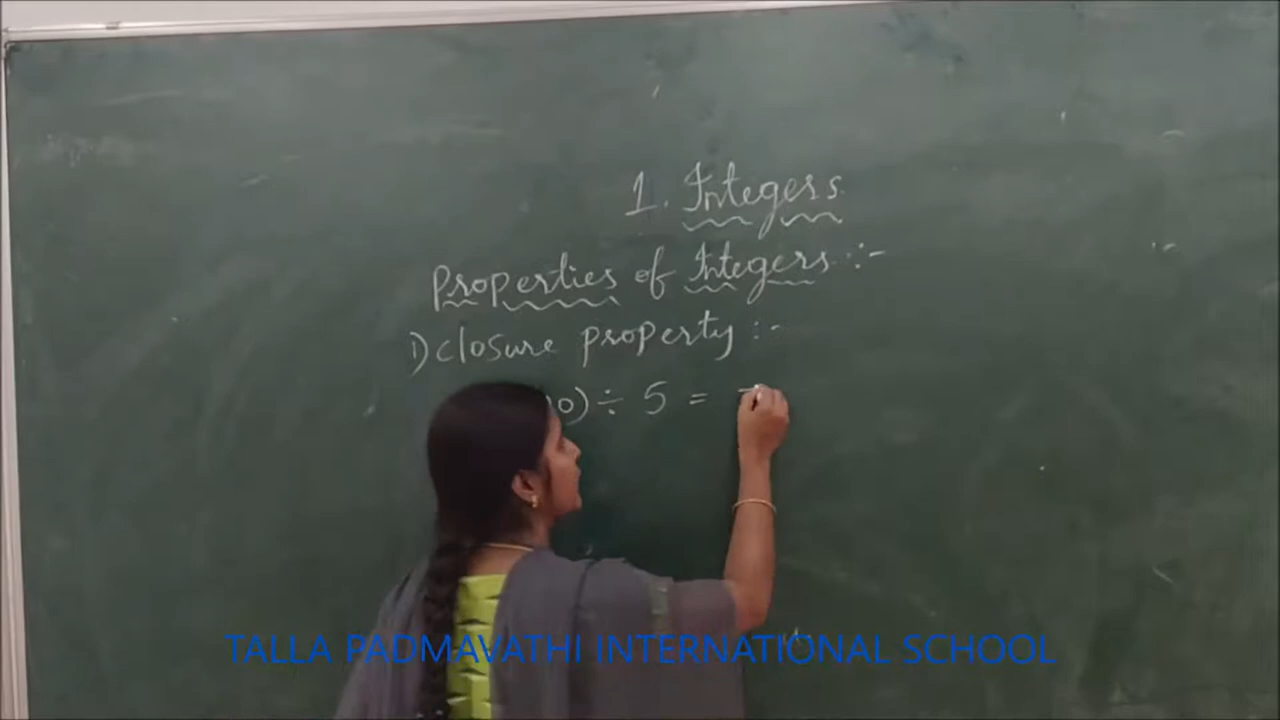 1. Integers
Properties of Integers :-
1) closure property :-
0) ÷ 5 =
TALLA PADMAVATHI INTERNATIONAL SCHOOL